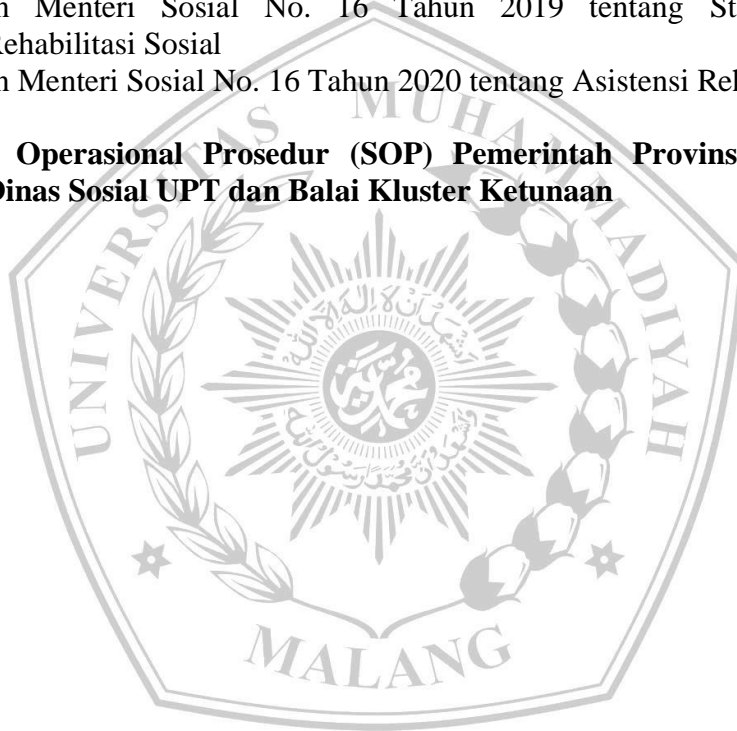 n Menteri Sosial No. 16 Tahun 2019 tentang St
Rehabilitasi Sosial
n Menteri Sosial No. 16 Tahun 2020 tentang Asistensi Rel
Operasional Prosedur (SOP) Pemerintah Provins
Dinas Sosial UPT dan Balai Kluster Ketunaan
UNIVERSITAS MUHAMMADIYAH
MALANG